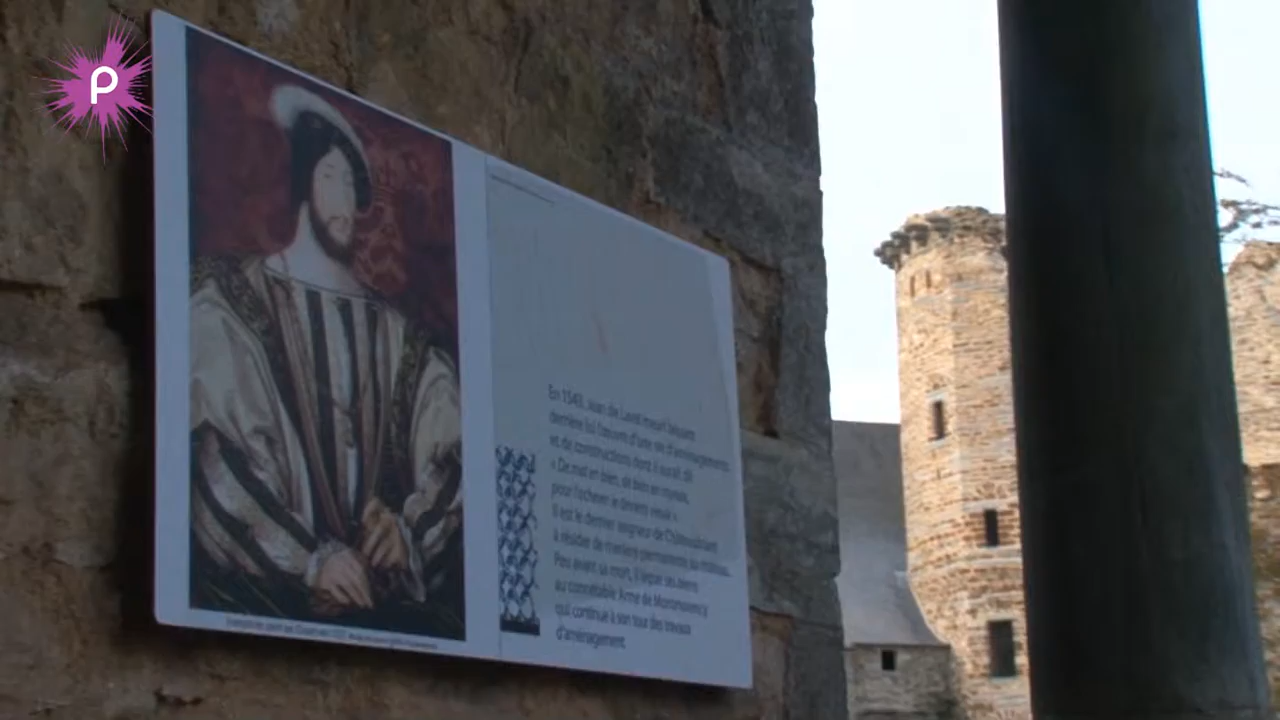 P
En 1543, Jean de Laval meurt laissant
derrière lui l'œuvre d'une vie d'aménagements
et de constructions dont il aurait dit
« De mal en bien, de bien en mieulx,
pour l'achever je deviens vieulx ».
Il est le dernier seigneur de Châteaubriant
à résider de manière permanente au château.
Peu avant sa mort, il lègue ses biens
au connétable Anne de Montmorency
qui continue à son tour des travaux
d'aménagement.